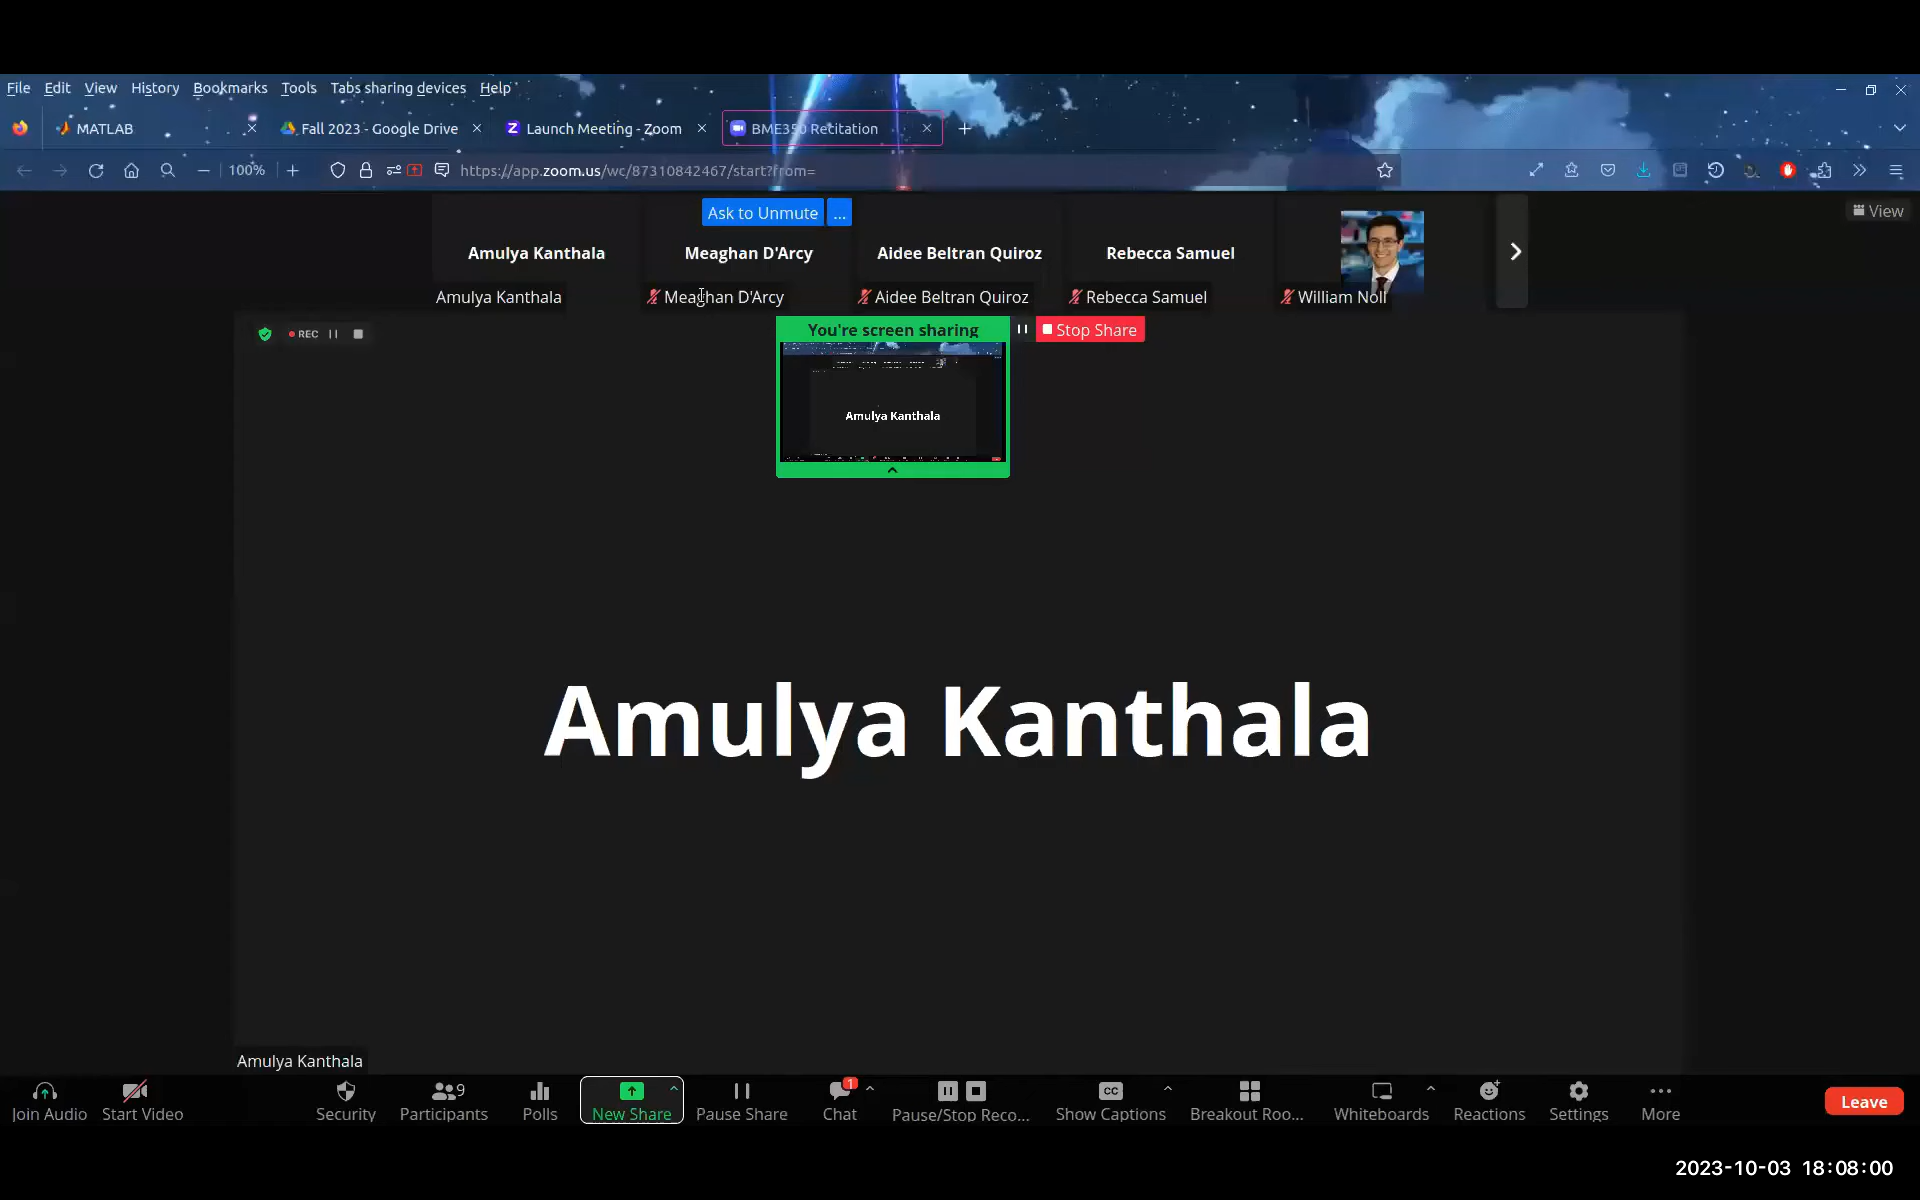 File Edit View History Bookmarks Tools Tabs sharing devices Help
MATLAB Fall 2023 - Google Drive Launch Meeting - Zoom BME350 Recitation
100% https://app.zoom.us/wc/87310842467/start?from=
Ask to Unmute ... View
Amulya Kanthala Meaghan D'Arcy Aidee Beltran Quiroz Rebecca Samuel
Amulya Kanthala Meaghan D'Arcy Aidee Beltran Quiroz Rebecca Samuel William Noll
REC You're screen sharing Stop Share
Amulya Kanthala
Amulya Kanthala
Amulya Kanthala
9 1 CC
Join Audio Start Video Security Participants Polls New Share Pause Share Chat Pause/Stop Reco... Show Captions Breakout Roo... Whiteboards Reactions Settings More Leave
2023-10-03 18:08:00